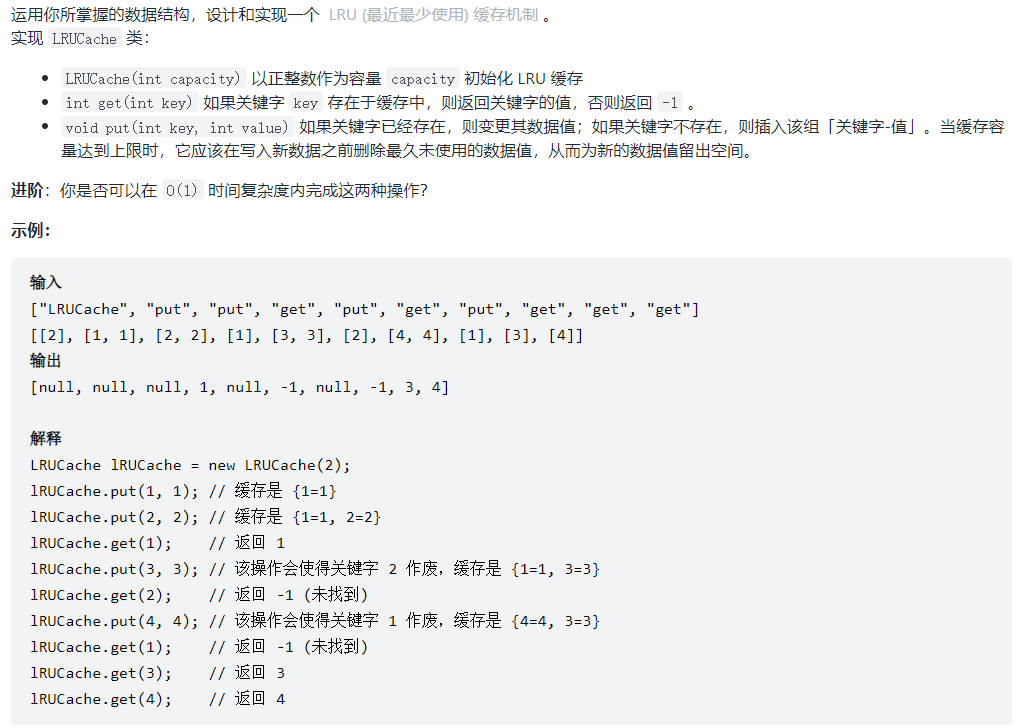 运用你所掌握的数据结构，设计和实现一个 LRU (最近最少使用) 缓存机制 。
实现 LRUCache 类：
• LRUCache(int capacity) 以正整数作为容量 capacity 初始化 LRU 缓存
• int get(int key) 如果关键字 key 存在于缓存中，则返回关键字的值，否则返回 -1 。
• void put(int key, int value) 如果关键字已经存在，则变更其数据值；如果关键字不存在，则插入该组「关键字-值」。当缓存容
量达到上限时，它应该在写入新数据之前删除最久未使用的数据值，从而为新的数据值留出空间。
进阶：你是否可以在 O(1) 时间复杂度内完成这两种操作？
示例：
输入
["LRUCache", "put", "put", "get", "put", "get", "put", "get", "get", "get"]
[[2], [1, 1], [2, 2], [1], [3, 3], [2], [4, 4], [1], [3], [4]]
输出
[null, null, null, 1, null, -1, null, -1, 3, 4]
解释
LRUCache lRUCache = new LRUCache(2);
lRUCache.put(1, 1); // 缓存是 {1=1}
lRUCache.put(2, 2); // 缓存是 {1=1, 2=2}
lRUCache.get(1);    // 返回 1
lRUCache.put(3, 3); // 该操作会使得关键字 2 作废，缓存是 {1=1, 3=3}
lRUCache.get(2);    // 返回 -1 (未找到)
lRUCache.put(4, 4); // 该操作会使得关键字 1 作废，缓存是 {4=4, 3=3}
lRUCache.get(1);    // 返回 -1 (未找到)
lRUCache.get(3);    // 返回 3
lRUCache.get(4);    // 返回 4